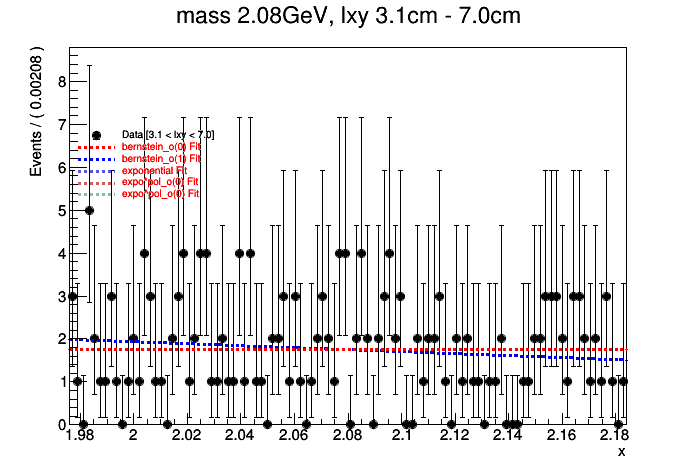 mass 2.08GeV, lxy 3.1cm - 7.0cm
Events / ( 0.00208 )
8
7
6
5
4
3
2
1
0
Data [3.1 < lxy < 7.0]
bernstein_o(0) Fit
bernstein_o(1) Fit
exponential Fit
expo*pol_o(0) Fit
expo*pol_o(0) Fit
1.98 2 2.02 2.04 2.06 2.08 2.1 2.12 2.14 2.16 2.18
x